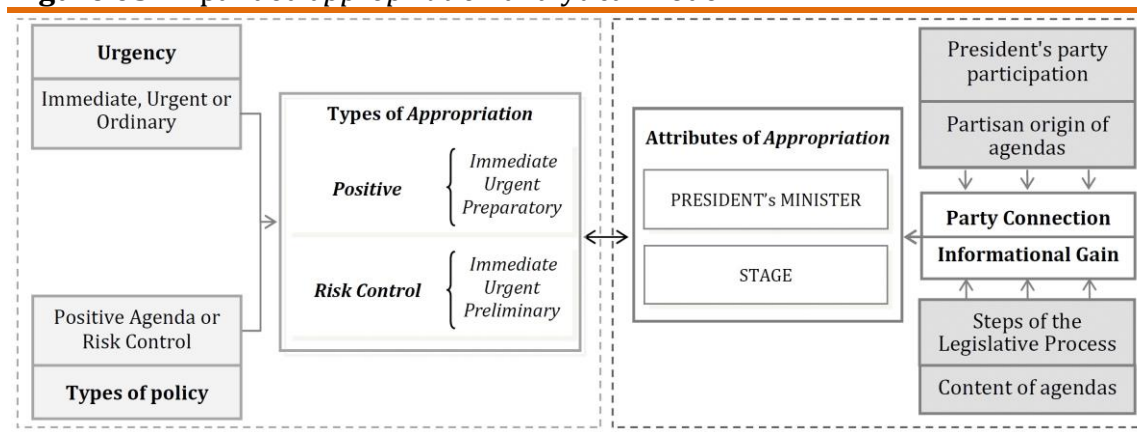 Urgency
Immediate, Urgent or
Ordinary
Positive Agenda or
Risk Control
Types of policy
Types of Appropriation
Positive
Immediate
Urgent
Preparatory
Risk Control
Immediate
Urgent
Preliminary
Attributes of Appropriation
PRESIDENT's MINISTER
STAGE
President's party
participation
Partisan origin of
agendas
Party Connection
Informational Gain
Steps of the
Legislative Process
Content of agendas